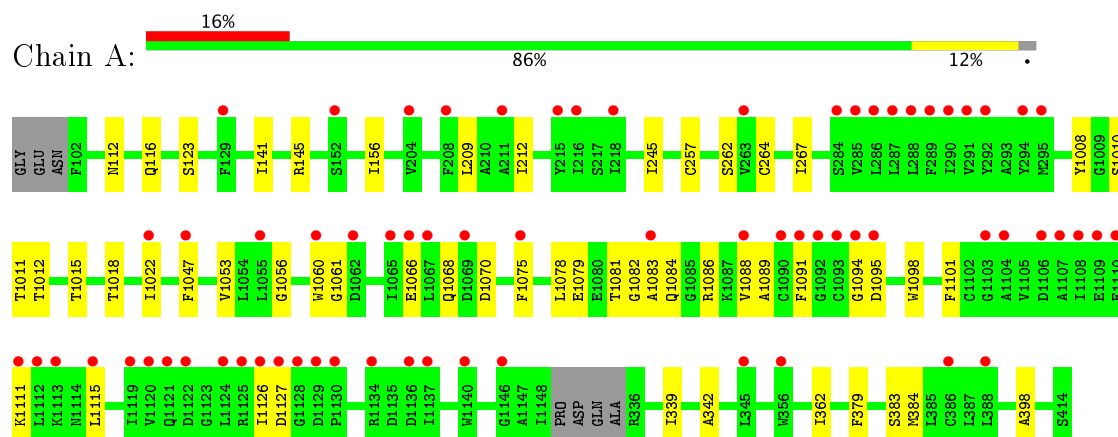 16%
Chain A:
86% 12% •
GLY GLU ASN F102 N112 Q116 S123 F129 I141 R145 S152 I156 V204 F208 L209 A210 A211 I212 Y215 I216 S217 I218 I245 C257 S262 V263 C264 I267 S284 V285 L286 L287 L288 F289 I290 V291 Y292 A293 Y294 M295 Y1008 G1009 S1010
T1011 T1012 T1015 T1018 I1022 F1047 V1053 L1054 L1055 G1056 W1060 G1061 D1062 I1065 E1066 L1067 Q1068 D1069 D1070 F1075 L1078 E1079 E1080 T1081 G1082 A1083 Q1084 G1085 R1086 K1087 V1088 A1089 C1090 F1091 G1092 C1093 G1094 D1095 W1098 F1101 C1102 G1103 A1104 V1105 D1106 A1107 I1108 E1109 E1110
K1111 L1112 K1113 N1114 L1115 I1119 V1120 Q1121 D1122 G1123 L1124 R1125 I1126 D1127 G1128 D1129 P1130 R1134 D1135 D1136 I1137 W1140 G1146 A1147 I1148 PRO ASP GLN ALA R336 I339 A342 L345 W356 I362 F379 S383 M384 L385 C386 L387 L388 A398 S414